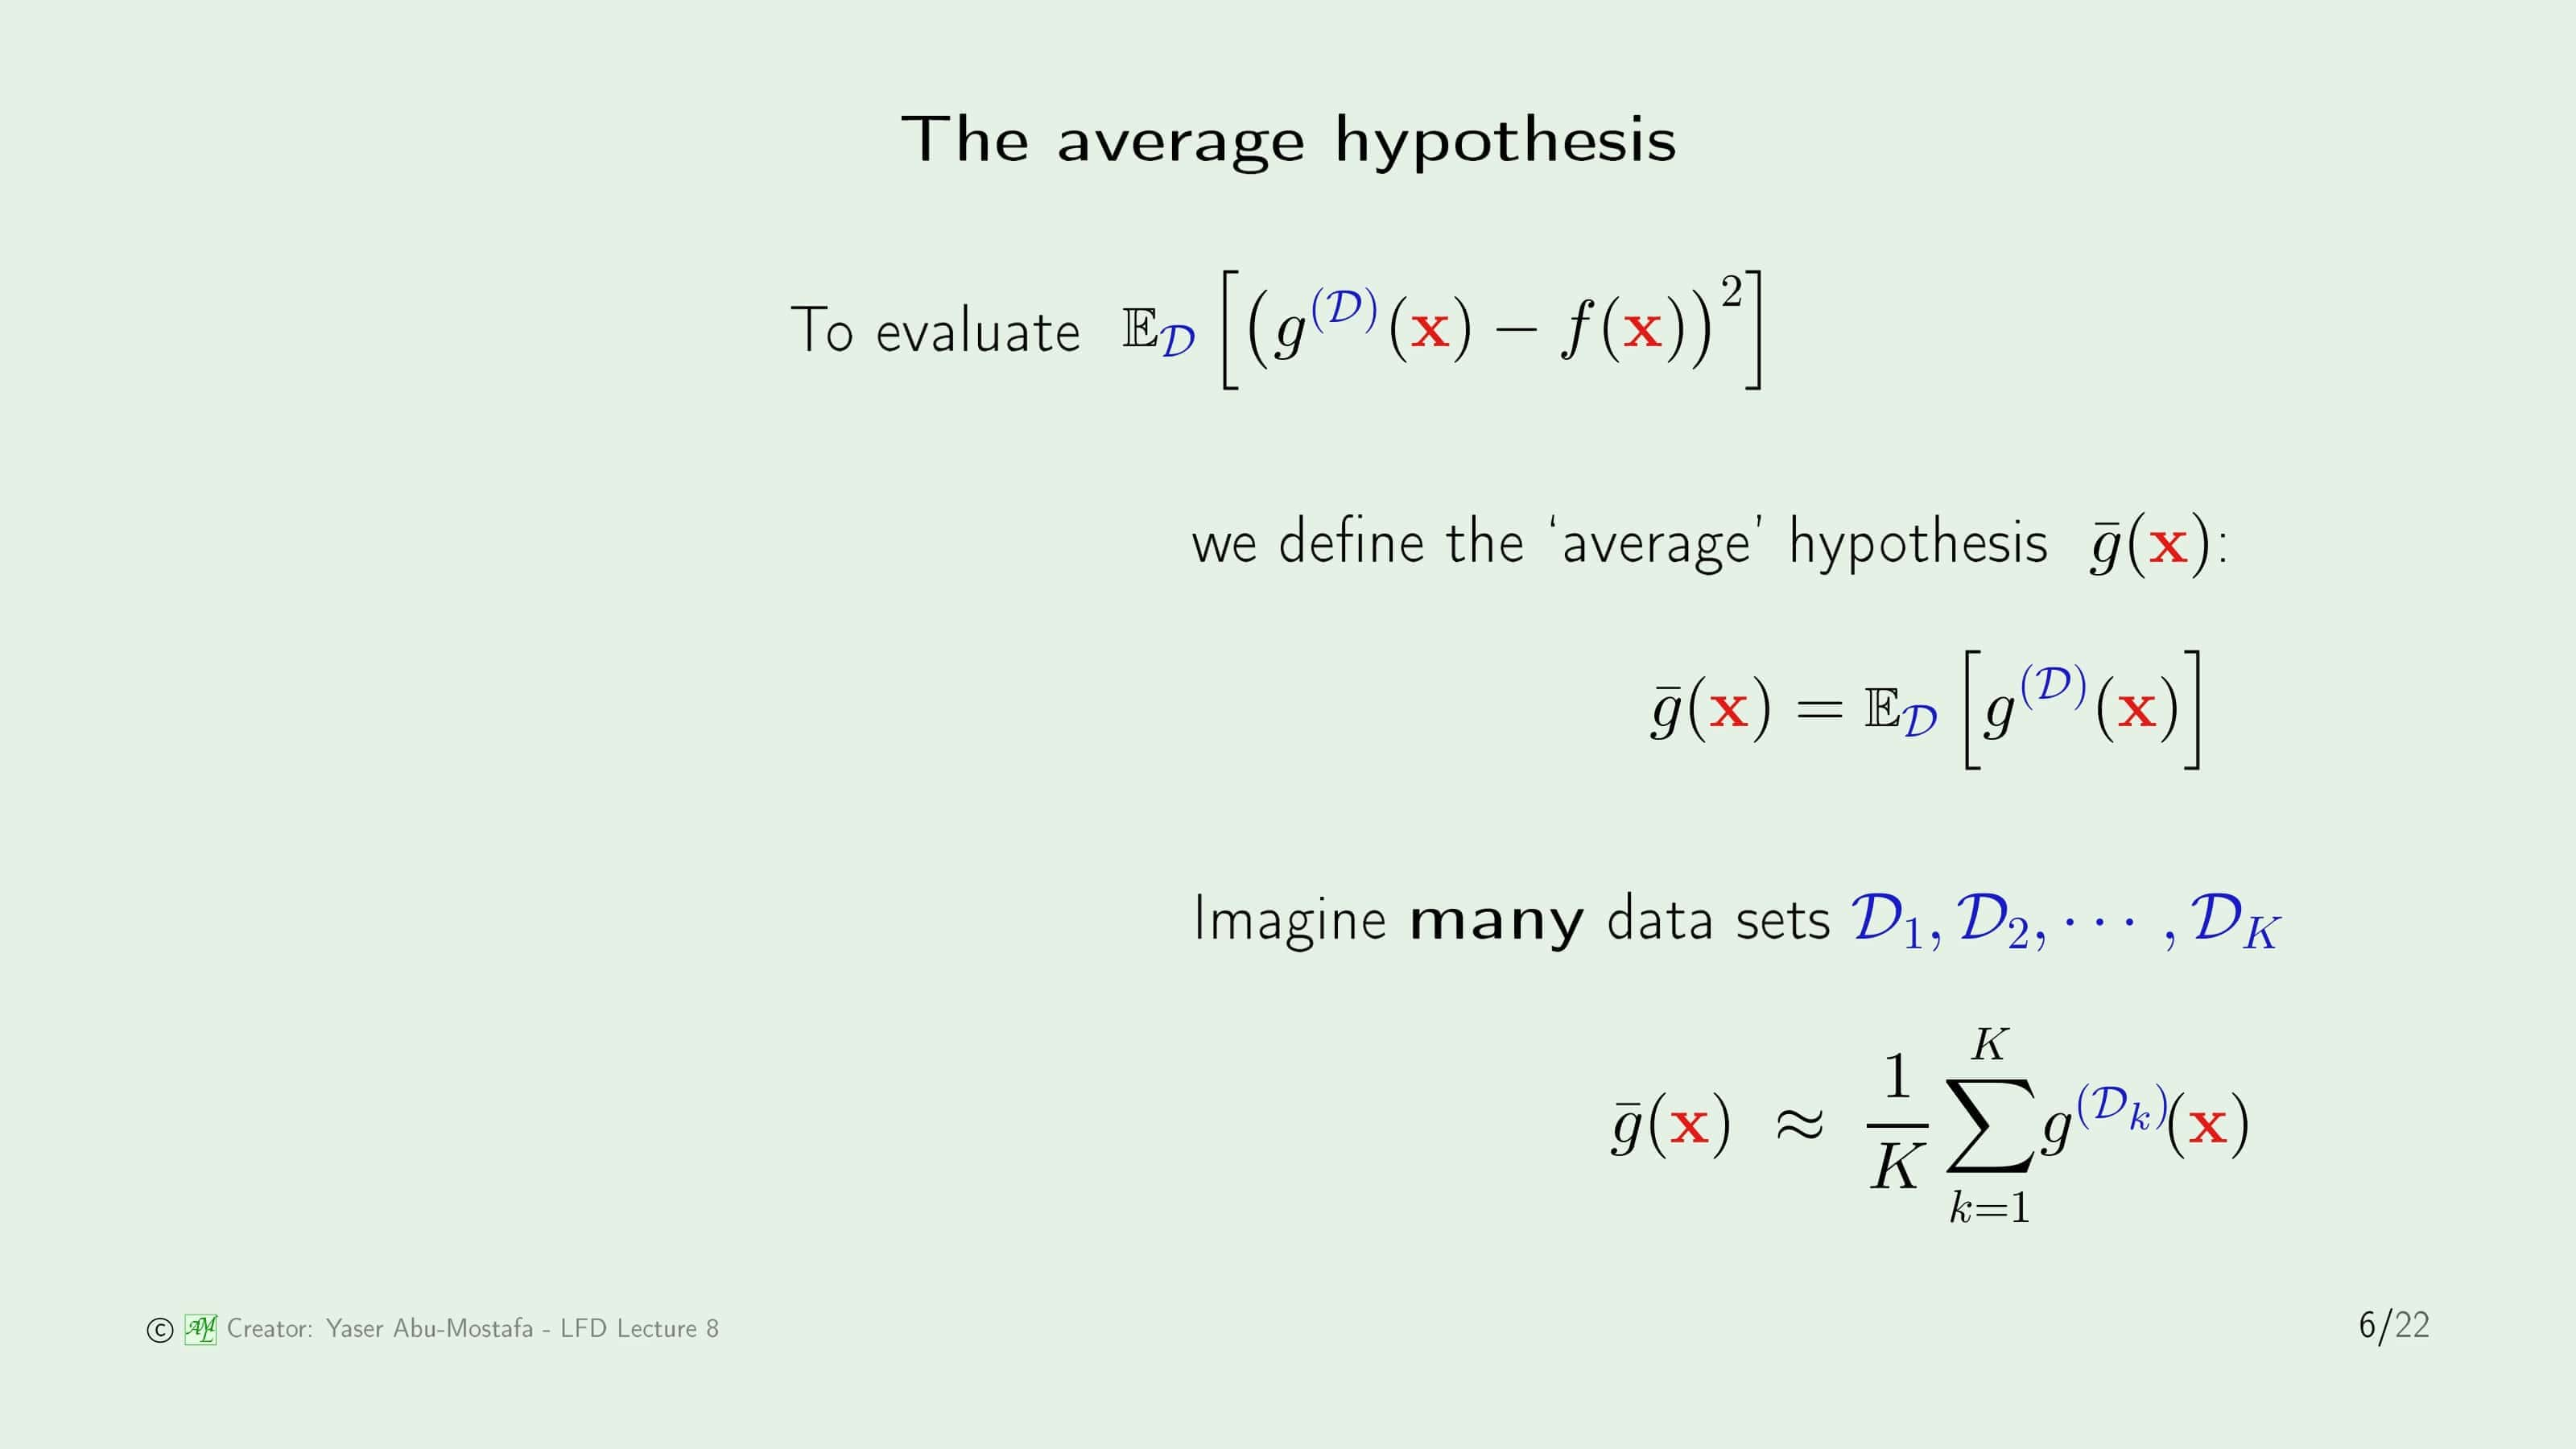 The average hypothesis
To evaluate $\mathbb{E}_{\mathcal{D}}\left[\left(g^{(\mathcal{D})}(\mathbf{x}) - f(\mathbf{x})\right)^2\right]$
we define the ‘average’ hypothesis $\bar{g}(\mathbf{x})$:
$\bar{g}(\mathbf{x}) = \mathbb{E}_{\mathcal{D}}\left[g^{(\mathcal{D})}(\mathbf{x})\right]$
Imagine many data sets $\mathcal{D}_1, \mathcal{D}_2, \cdots, \mathcal{D}_K$
$\bar{g}(\mathbf{x}) \approx \frac{1}{K} \sum_{k=1}^{K} g^{(\mathcal{D}_k)}(\mathbf{x})$
© AML Creator: Yaser Abu-Mostafa - LFD Lecture 8
6/22